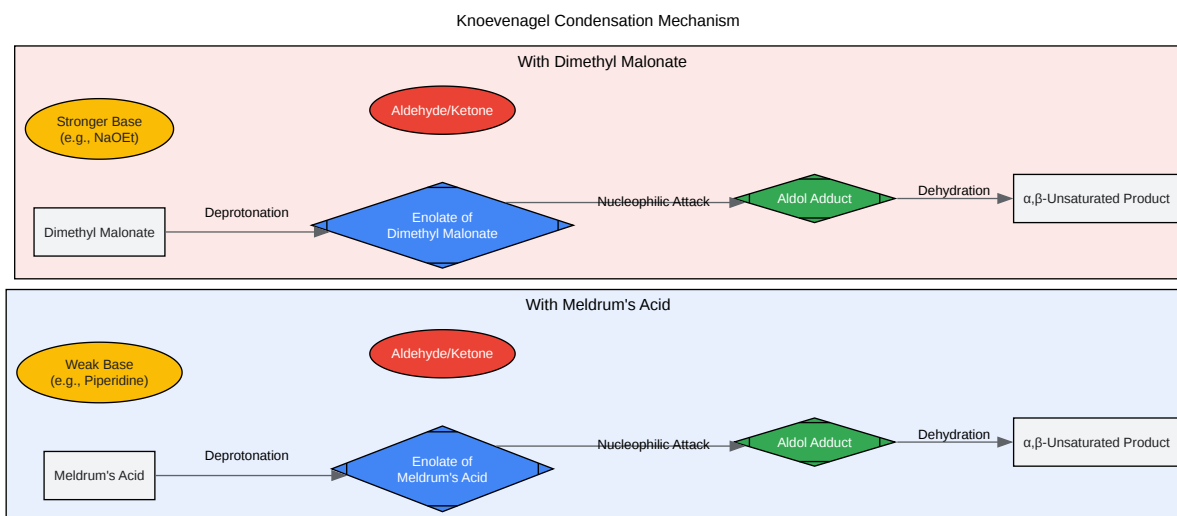 Knoevenagel Condensation Mechanism
With Dimethyl Malonate
Aldehyde/Ketone
Stronger Base
(e.g., NaOEt)
Dimethyl Malonate
Deprotonation
Enolate of
Dimethyl Malonate
Nucleophilic Attack
Aldol Adduct
Dehydration
α,β-Unsaturated Product
With Meldrum's Acid
Aldehyde/Ketone
Weak Base
(e.g., Piperidine)
Meldrum's Acid
Deprotonation
Enolate of
Meldrum's Acid
Nucleophilic Attack
Aldol Adduct
Dehydration
α,β-Unsaturated Product